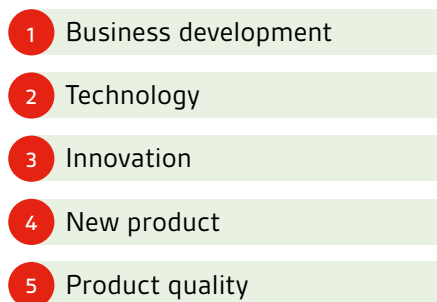 1 Business development
2 Technology
3 Innovation
4 New product
5 Product quality